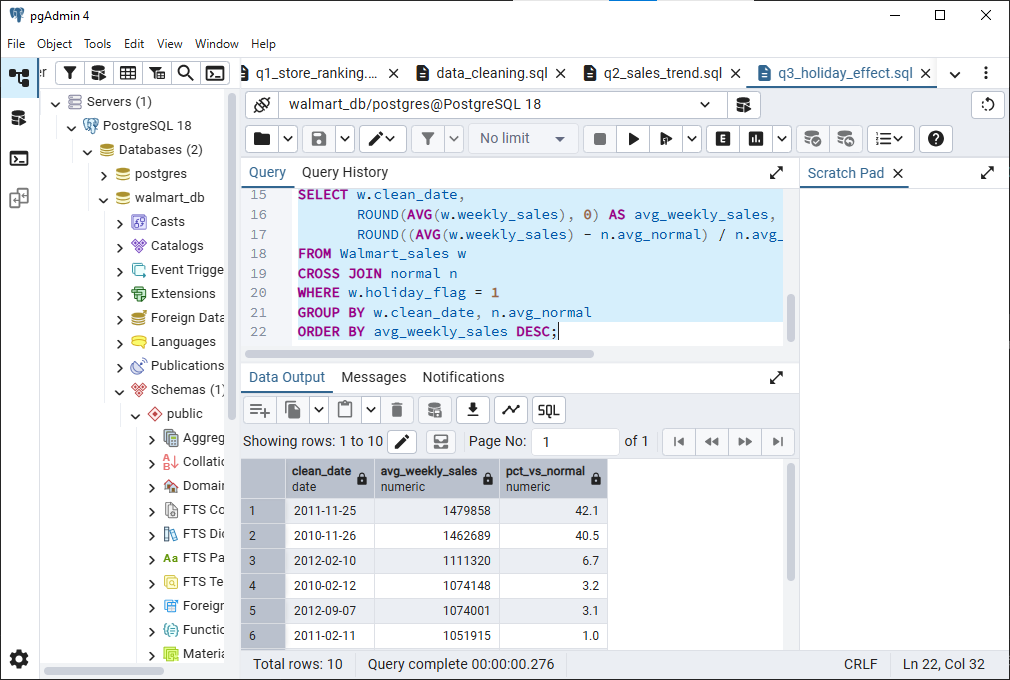 pgAdmin 4
File Object Tools Edit View Window Help
er
q1_store_ranking.... data_cleaning.sql q2_sales_trend.sql q3_holiday_effect.sql
Servers (1)
PostgreSQL 18
Databases (2)
postgres
walmart_db
Casts
Catalogs
Event Trigge
Extensions
Foreign Data
Languages
Publications
Schemas (1)
public
Aggreg
Collatic
Domair
FTS Co
FTS Dic
Aa FTS Pa
FTS Te
Foreigr
Functic
Materia
walmart_db/postgres@PostgreSQL 18
No limit
E
Query Query History
Scratch Pad
15 SELECT w.clean_date,
16 ROUND(AVG(w.weekly_sales), 0) AS avg_weekly_sales,
17 ROUND((AVG(w.weekly_sales) - n.avg_normal) / n.avg_
18 FROM Walmart_sales w
19 CROSS JOIN normal n
20 WHERE w.holiday_flag = 1
21 GROUP BY w.clean_date, n.avg_normal
22 ORDER BY avg_weekly_sales DESC;
Data Output Messages Notifications
SQL
Showing rows: 1 to 10 Page No: 1 of 1
clean_date avg_weekly_sales pct_vs_normal
date numeric numeric
1 2011-11-25 1479858 42.1
2 2010-11-26 1462689 40.5
3 2012-02-10 1111320 6.7
4 2010-02-12 1074148 3.2
5 2012-09-07 1074001 3.1
6 2011-02-11 1051915 1.0
Total rows: 10 Query complete 00:00:00.276 CRLF Ln 22, Col 32